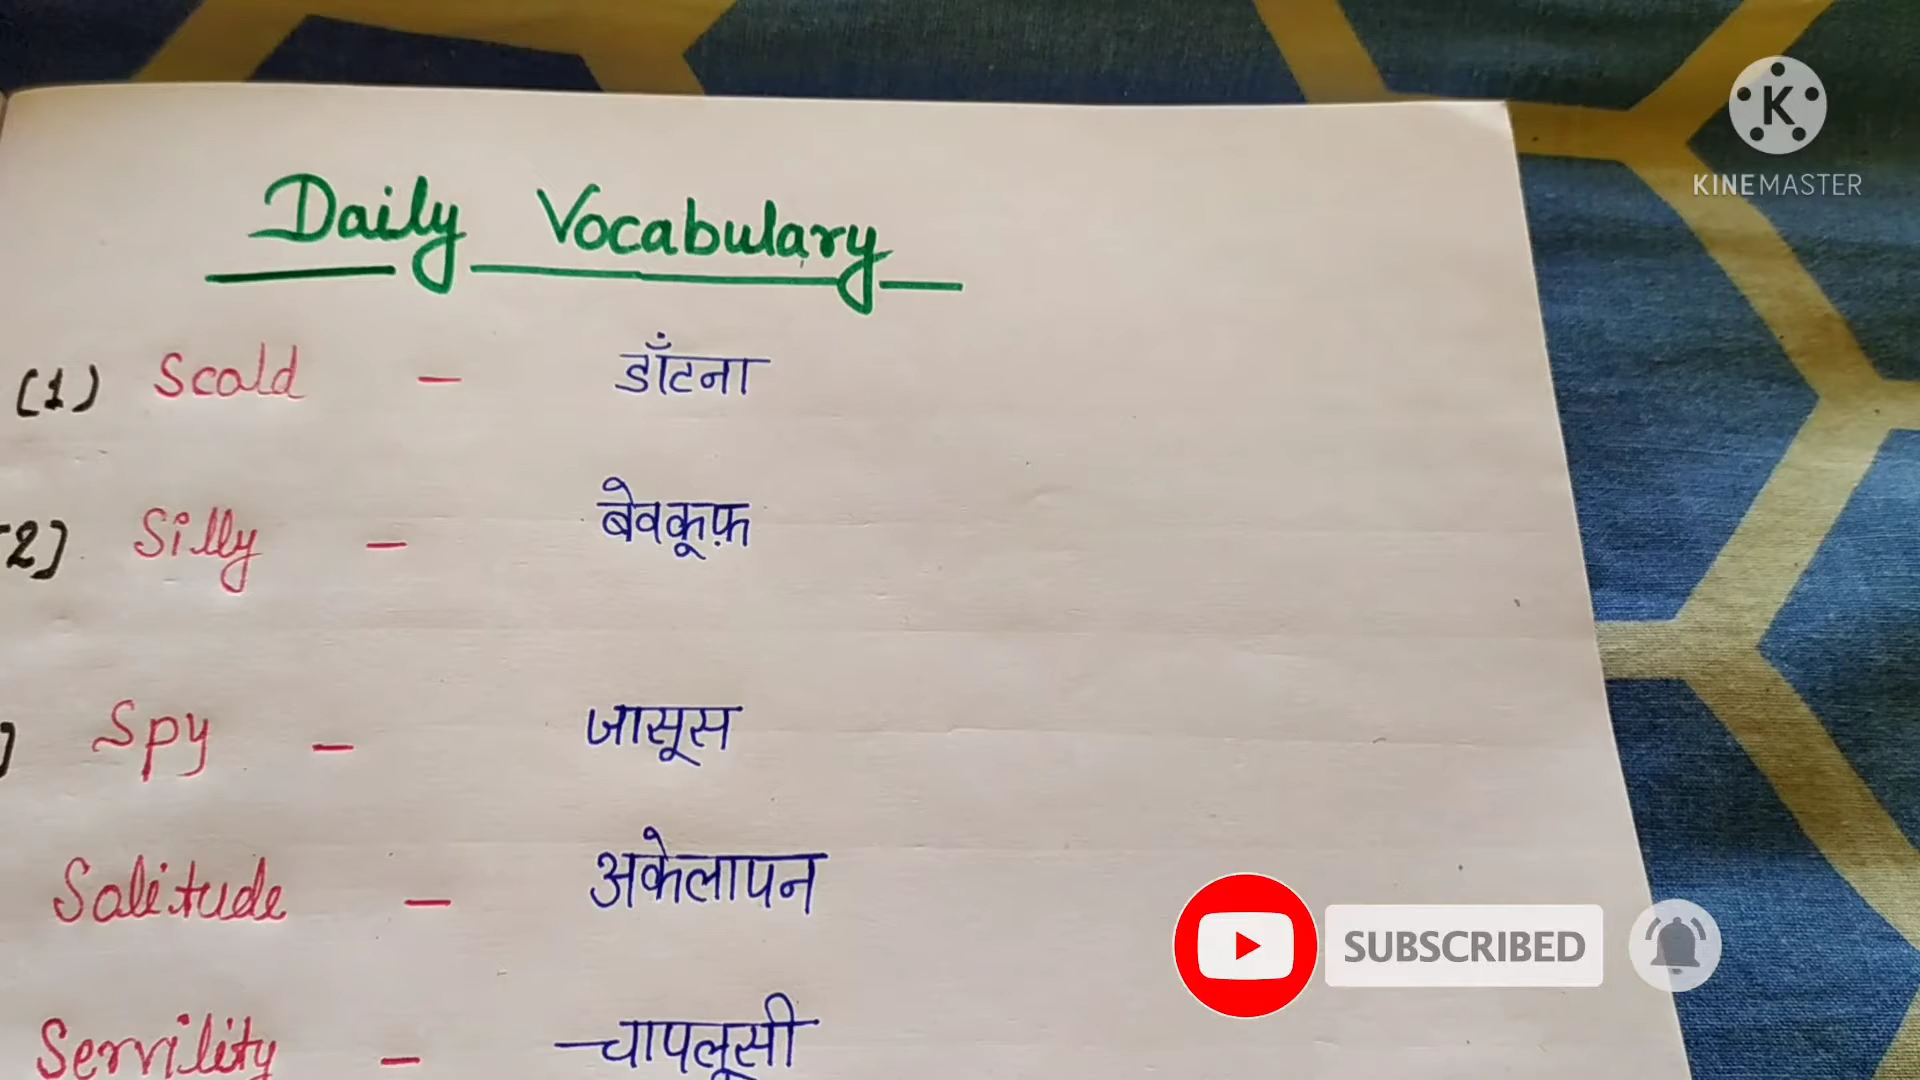 KINEMASTER
Daily Vocabulary
(1) Scold - डाँटना
2) Silly - बेवकूफ़
) Spy - जासूस
Solitude - अकेलापन
Servility - चापलूसी
SUBSCRIBED